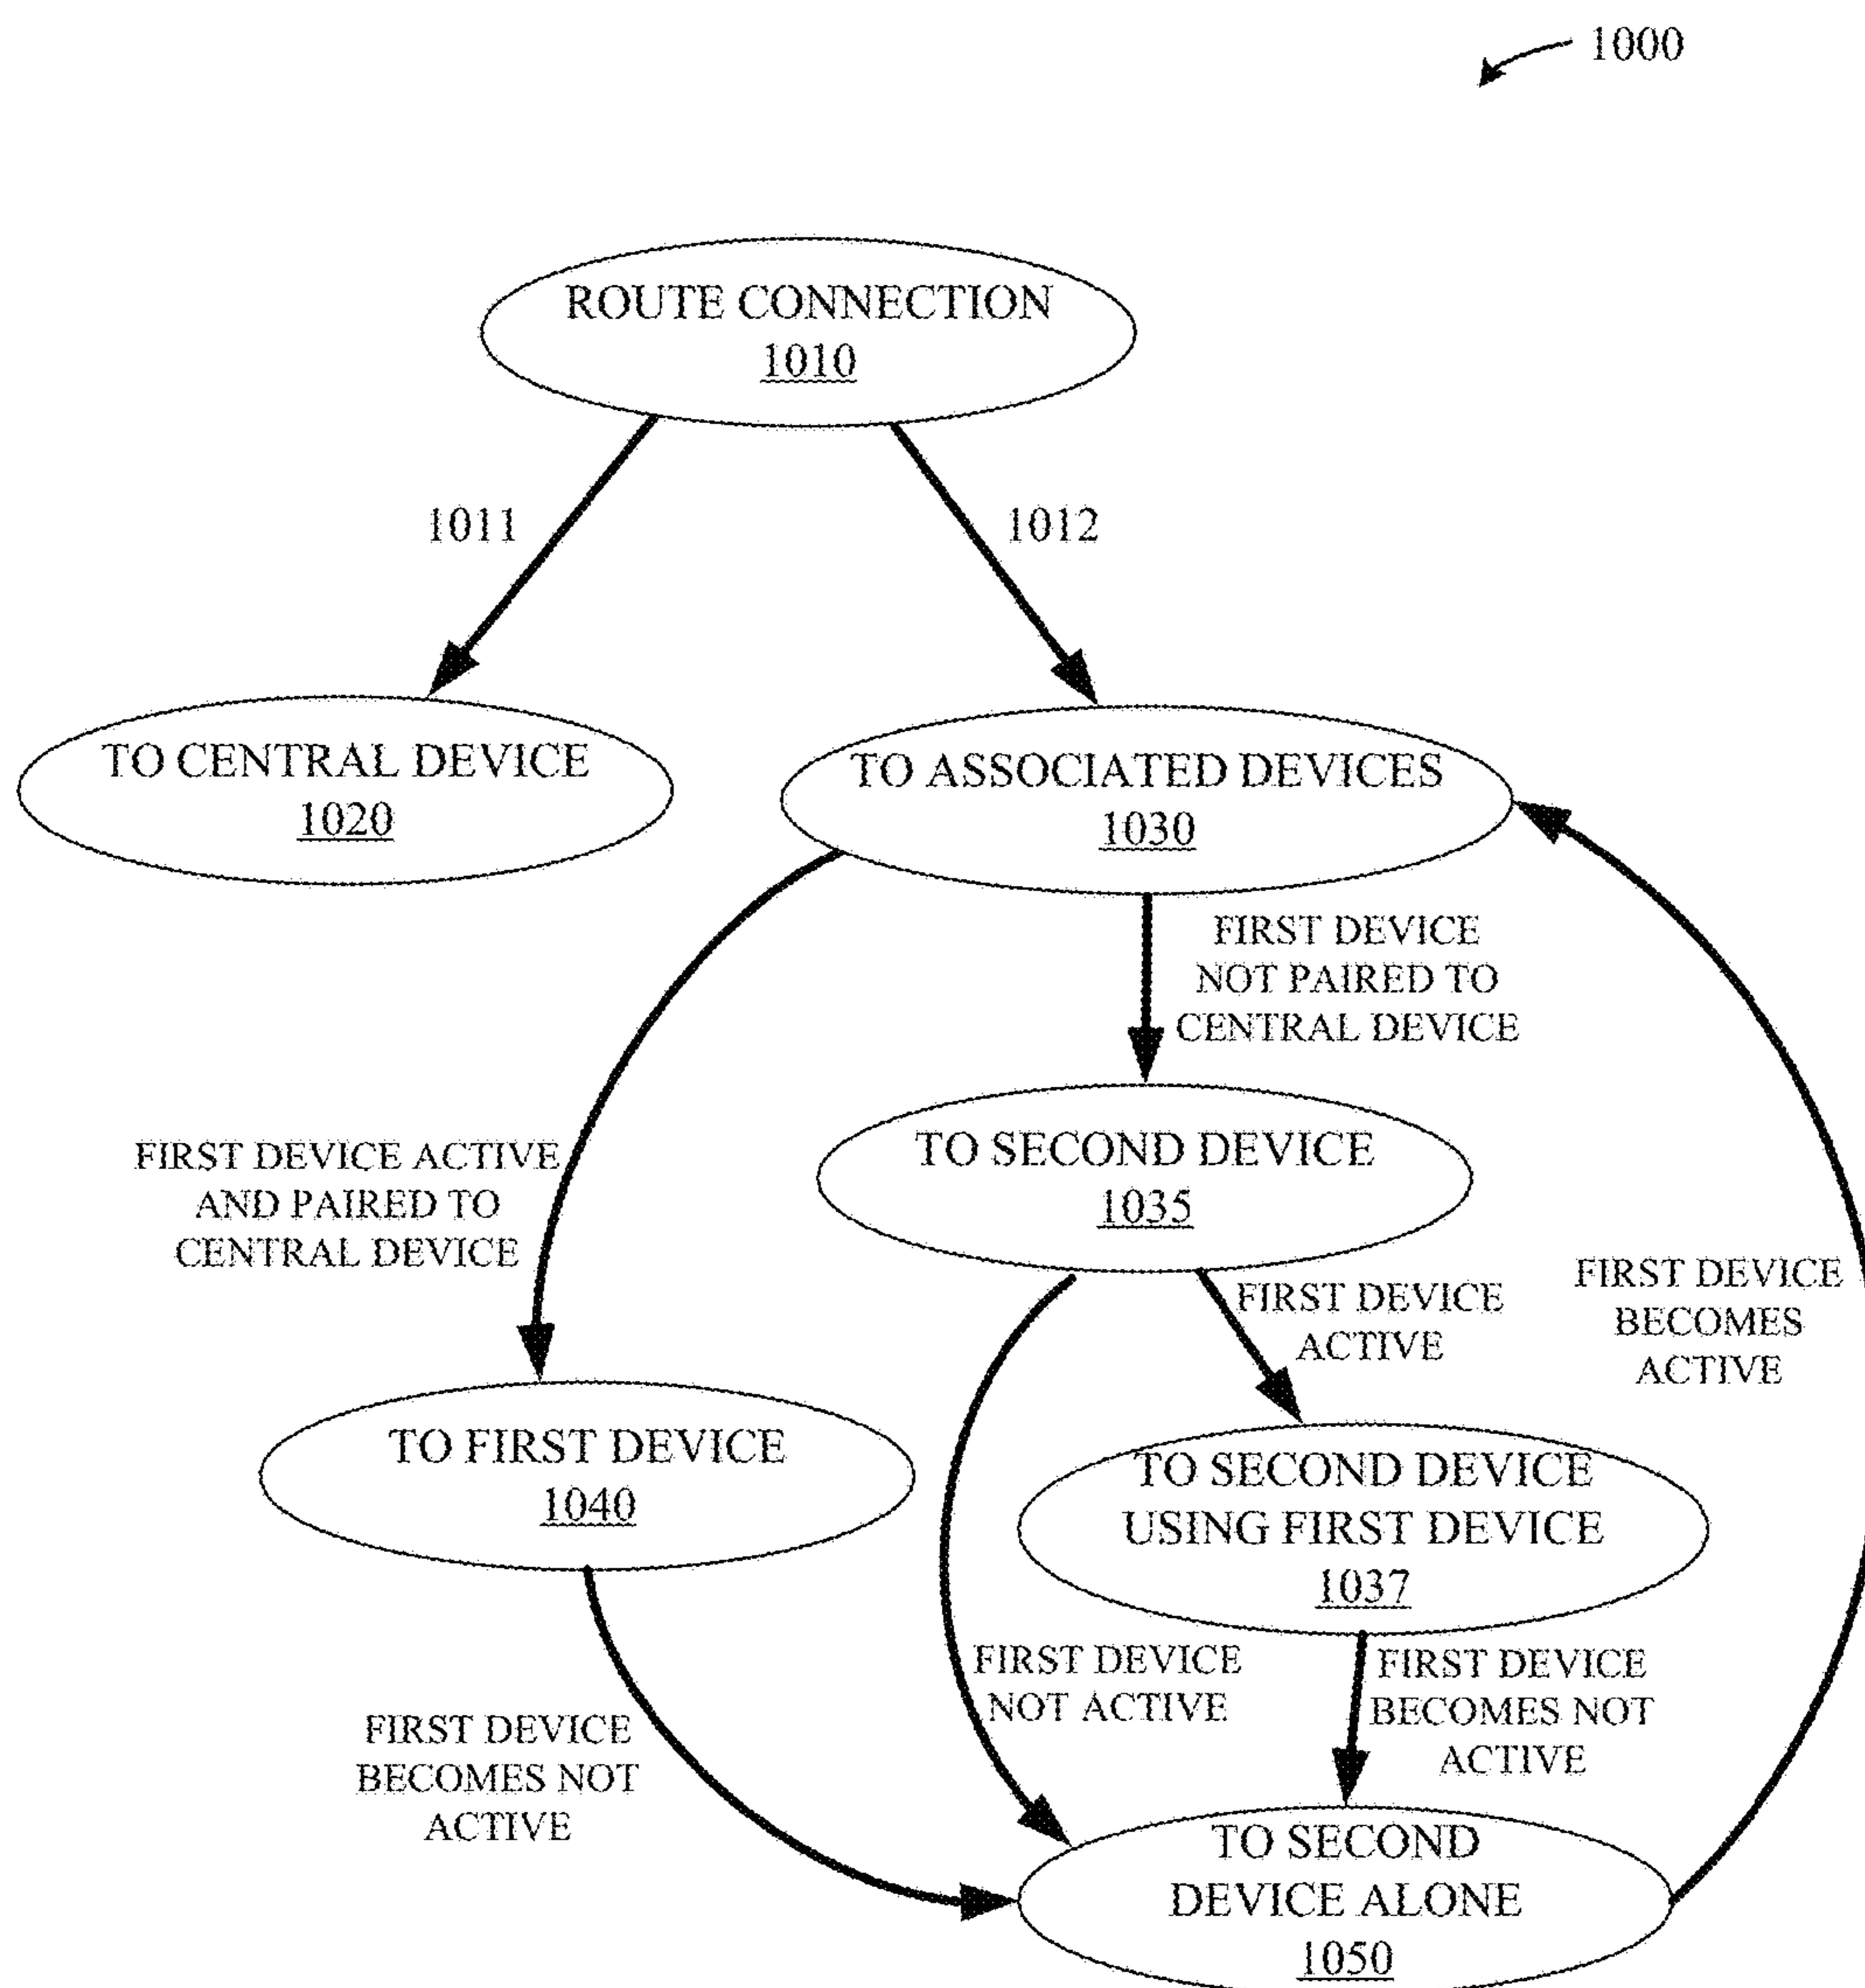 1000
ROUTE CONNECTION
1010
1011
1012
TO CENTRAL DEVICE
1020
TO ASSOCIATED DEVICES
1030
FIRST DEVICE
NOT PAIRED TO
CENTRAL DEVICE
FIRST DEVICE ACTIVE
AND PAIRED TO
CENTRAL DEVICE
TO SECOND DEVICE
1035
FIRST DEVICE
ACTIVE
FIRST DEVICE
BECOMES
ACTIVE
TO FIRST DEVICE
1040
TO SECOND DEVICE
USING FIRST DEVICE
1037
FIRST DEVICE
NOT ACTIVE
FIRST DEVICE
BECOMES NOT
ACTIVE
FIRST DEVICE
BECOMES NOT
ACTIVE
TO SECOND
DEVICE ALONE
1050